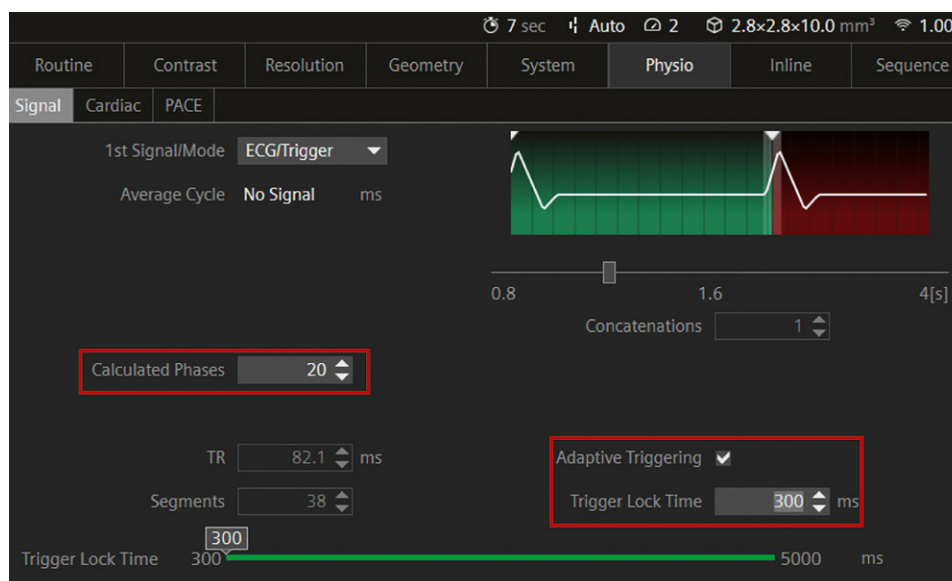 7 sec Auto 2 2.8×2.8×10.0 mm³ 1.00
Routine Contrast Resolution Geometry System Physio Inline Sequence
Signal Cardiac PACE
1st Signal/Mode ECG/Trigger
Average Cycle No Signal ms
0.8 1.6 4[s]
Concatenations 1
Calculated Phases 20
TR 82.1 ms
Adaptive Triggering
Segments 38
Trigger Lock Time 300 ms
300
Trigger Lock Time 300 5000 ms